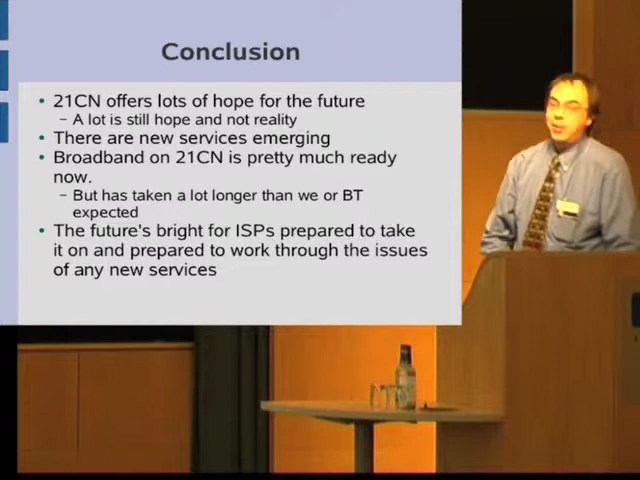 Conclusion
• 21CN offers lots of hope for the future
– A lot is still hope and not reality
• There are new services emerging
• Broadband on 21CN is pretty much ready
now.
– But has taken a lot longer than we or BT
expected
• The future's bright for ISPs prepared to take
it on and prepared to work through the issues
of any new services